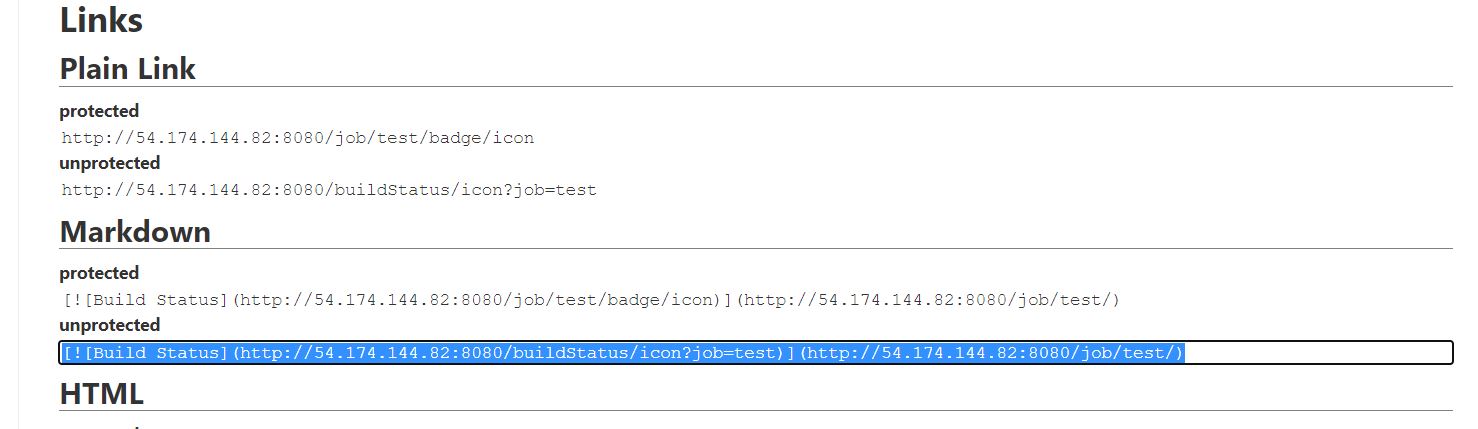 Links
Plain Link
protected
http://54.174.144.82:8080/job/test/badge/icon
unprotected
http://54.174.144.82:8080/buildStatus/icon?job=test
Markdown
protected
[![Build Status](http://54.174.144.82:8080/job/test/badge/icon)](http://54.174.144.82:8080/job/test/)
unprotected
[![Build Status](http://54.174.144.82:8080/buildStatus/icon?job=test)](http://54.174.144.82:8080/job/test/)
HTML